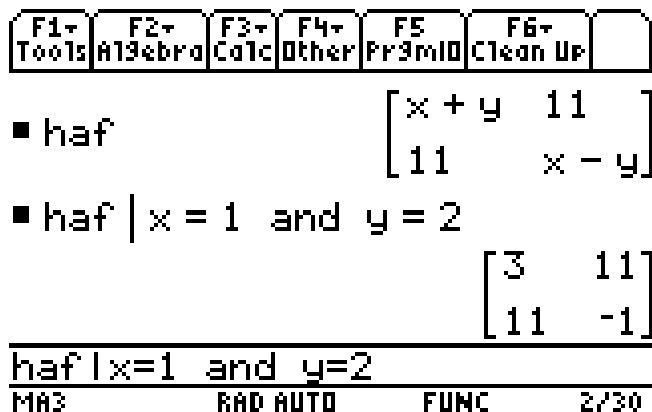 F1▾ Tools F2▾ Algebra F3▾ Calc F4▾ Other F5 PrgmIO F6▾ Clean Up
■ haf [x + y 11]
[11 x − y]
■ haf | x = 1 and y = 2
[3 11]
[11 -1]
haf|x=1 and y=2
MA3 RAD AUTO FUNC 2/30